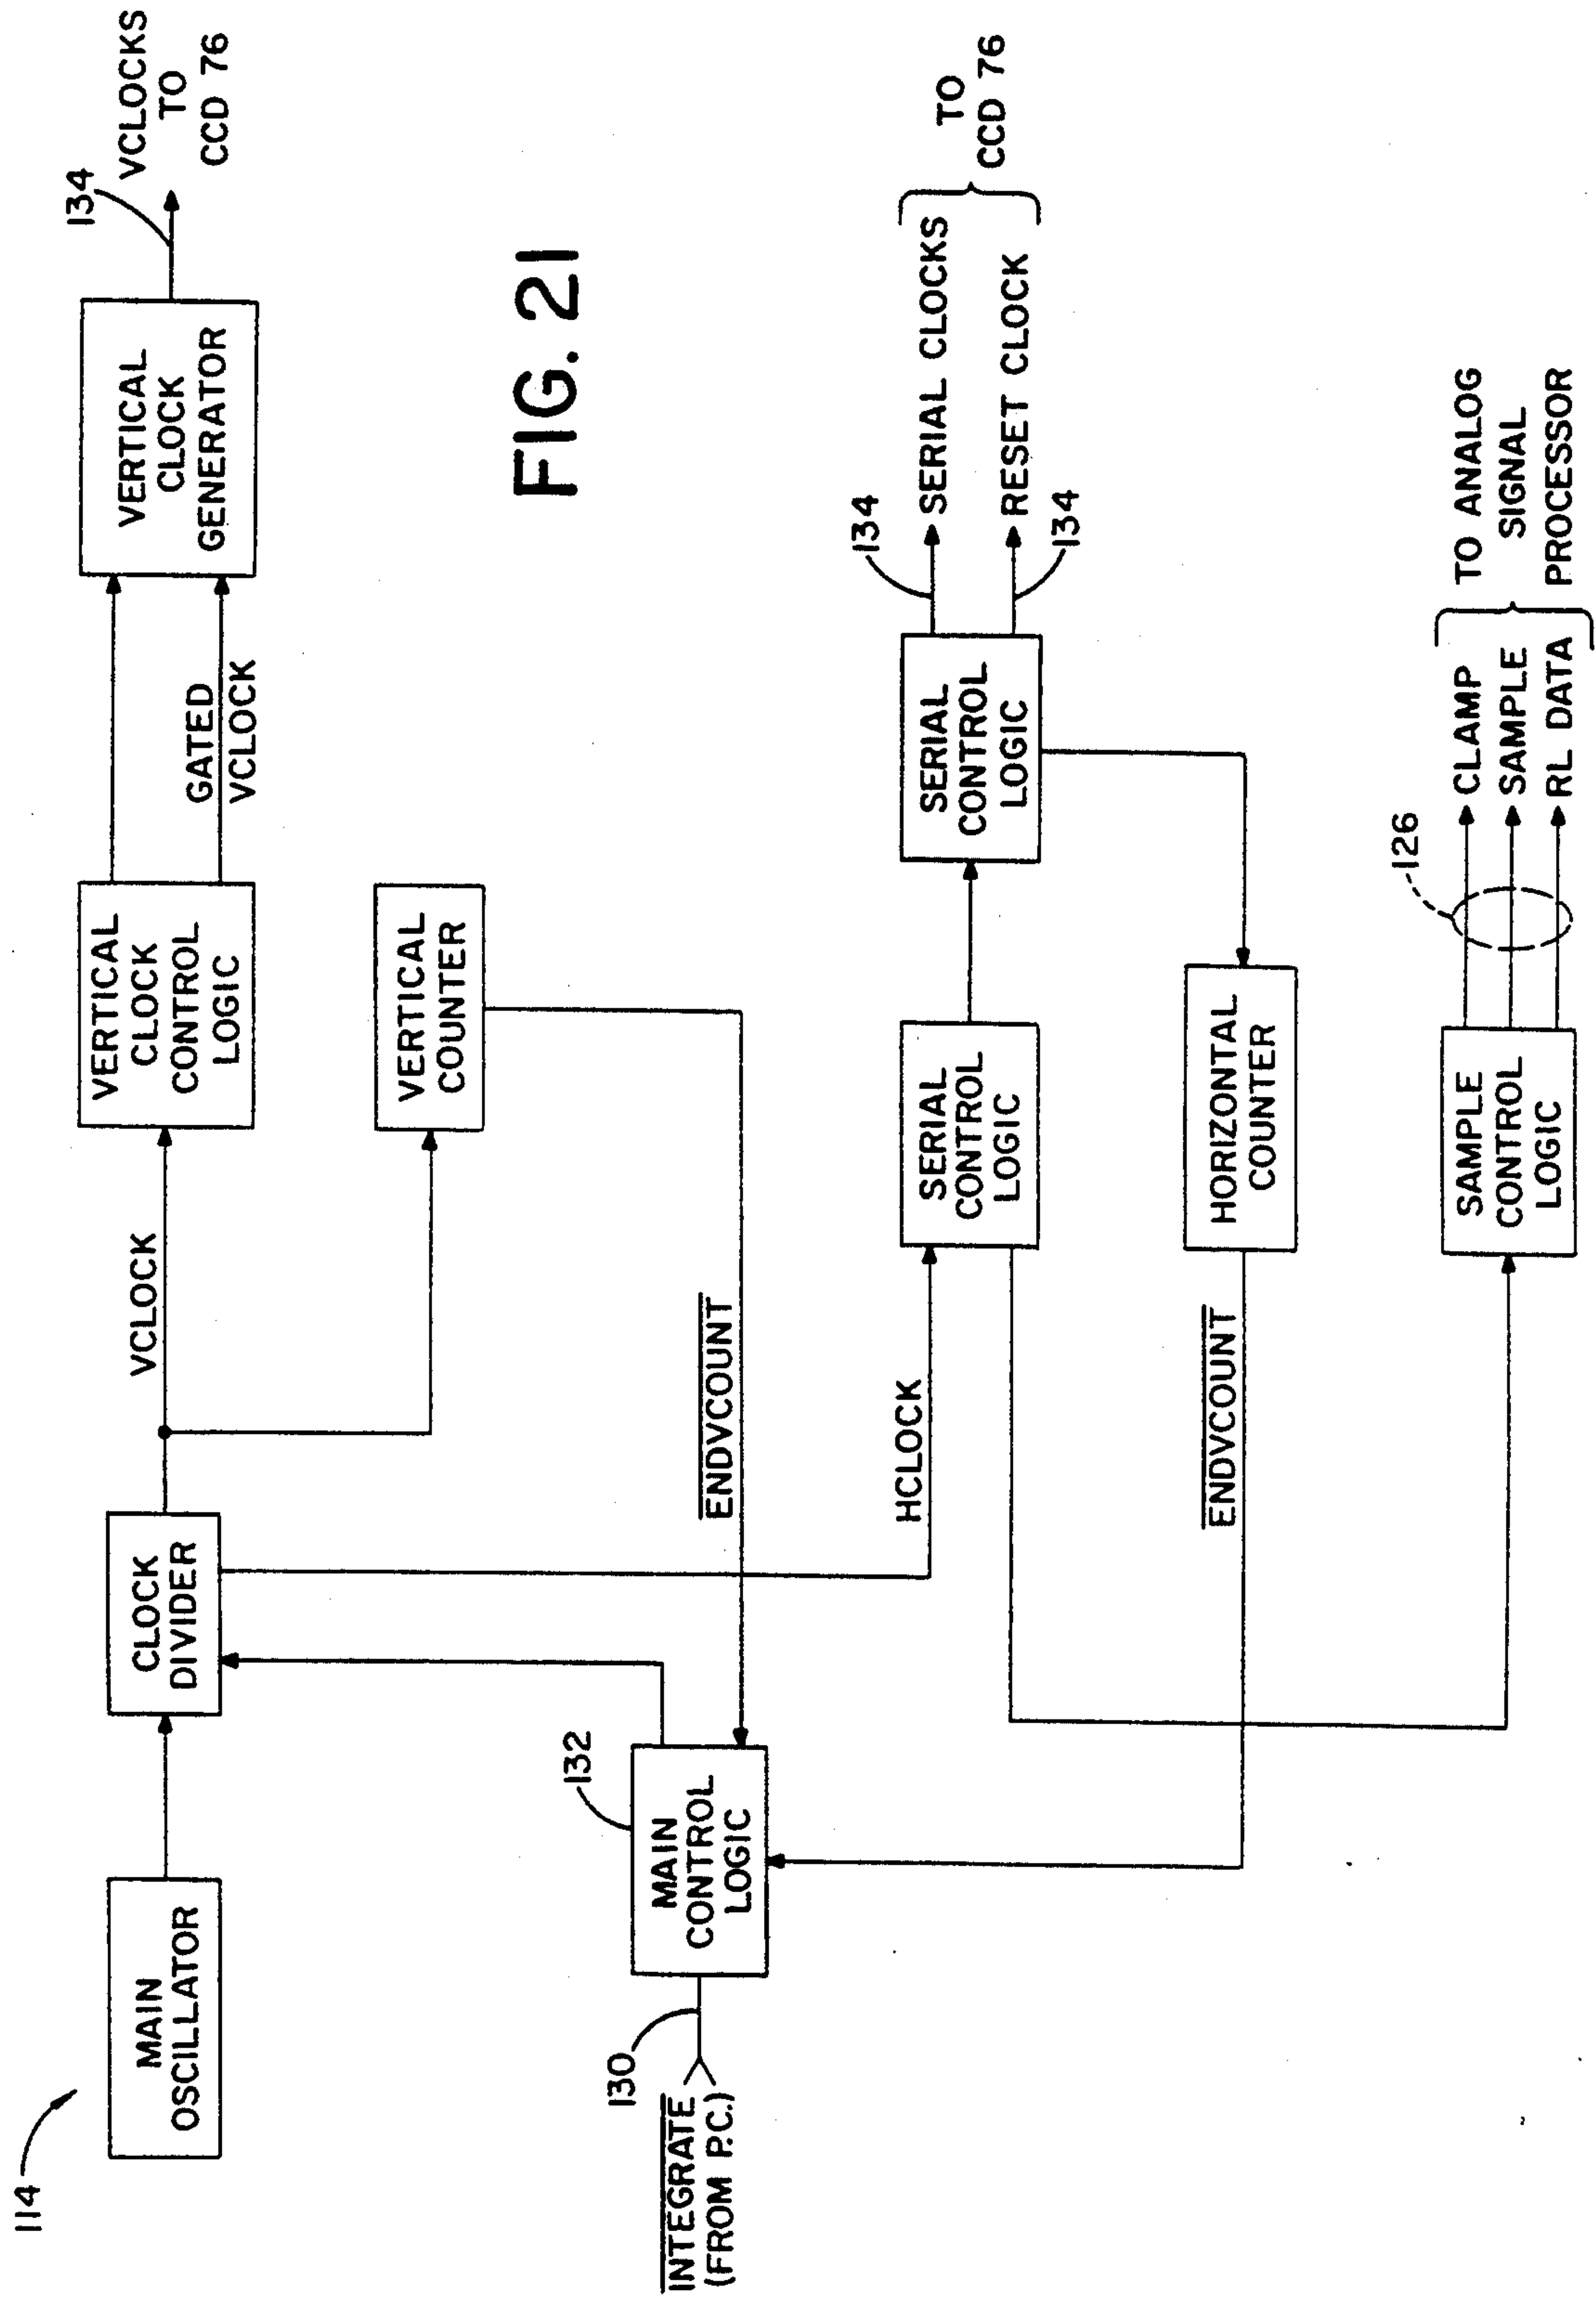 114
MAIN
OSCILLATOR
CLOCK
DIVIDER
VCLOCK
VERTICAL
CLOCK
CONTROL
LOGIC
GATED
VCLOCK
VERTICAL
CLOCK
GENERATOR
134
VCLOCKS
TO
CCD 76
VERTICAL
COUNTER
FIG. 21
INTEGRATE
(FROM P.C.)
130
132
MAIN
CONTROL
LOGIC
ENDVCOUNT
HCLOCK
SERIAL
CONTROL
LOGIC
SERIAL
CONTROL
LOGIC
134
SERIAL CLOCKS
RESET CLOCK
134
TO
CCD 76
ENDVCOUNT
HORIZONTAL
COUNTER
SAMPLE
CONTROL
LOGIC
126
CLAMP
SAMPLE
RL DATA
TO ANALOG
SIGNAL
PROCESSOR